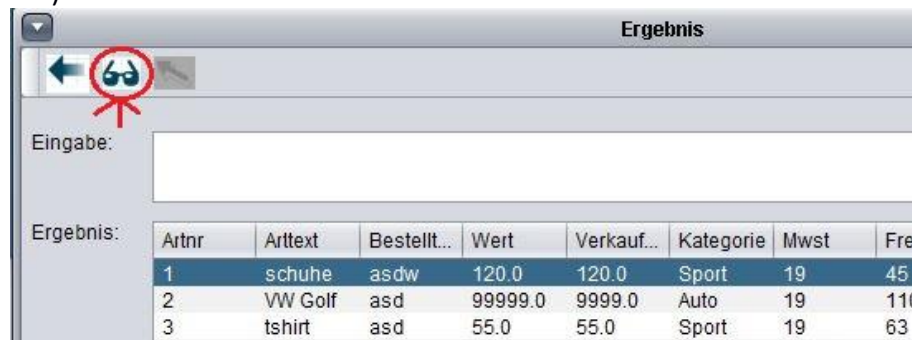 Ergebnis
Eingabe:
Ergebnis:
Artnr Arttext Bestellt... Wert Verkauf... Kategorie Mwst Fre
1 schuhe asdw 120.0 120.0 Sport 19 45
2 VW Golf asd 99999.0 9999.0 Auto 19 110
3 tshirt asd 55.0 55.0 Sport 19 63